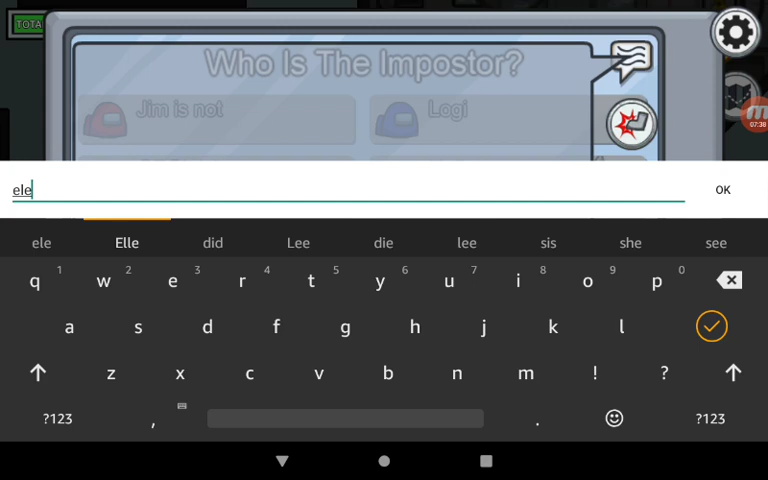 TOTA
Who Is The Impostor?
Jim is not
Logi
07:38
ele
OK
ele Elle did Lee die lee sis she see
q 1 w 2 e 3 r 4 t 5 y 6 u 7 i 8 o 9 p 0
a s d f g h j k l
z x c v b n m ! ?
?123 , . ?123